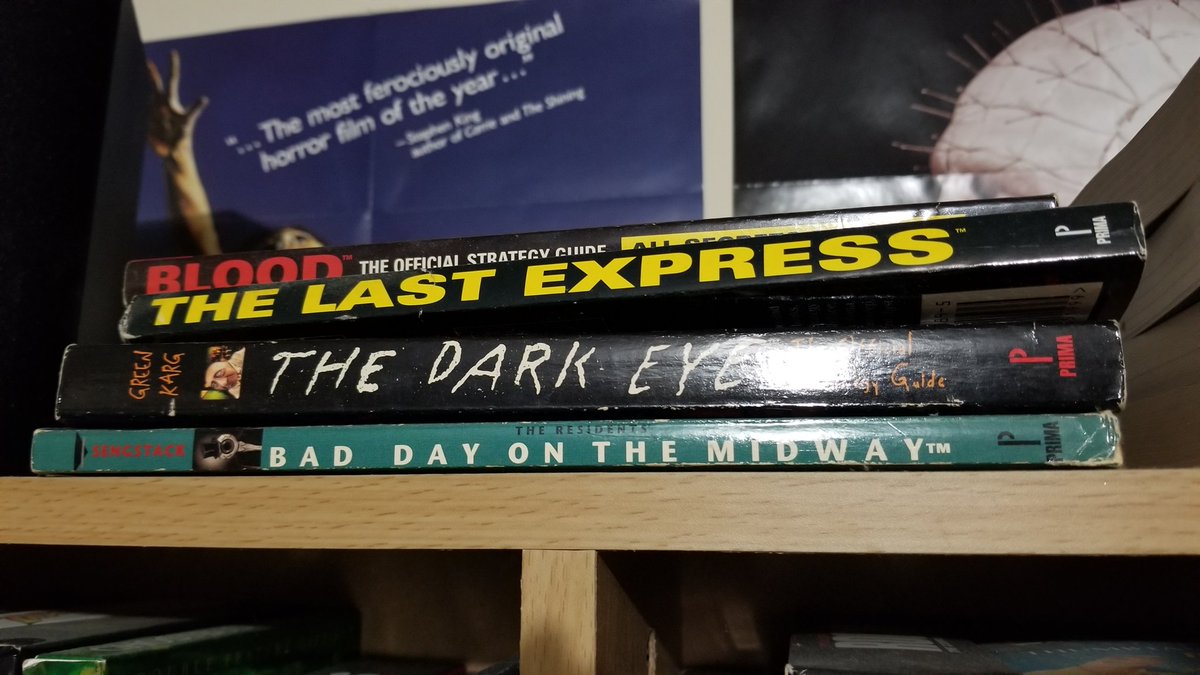 "...The most ferociously original
horror film of the year..."
—Stephen King
author of Carrie and The Shining
BLOOD™ THE OFFICIAL STRATEGY GUIDE
THE LAST EXPRESS™ P PRIMA
GREEN
KARG
THE DARK EYE
Guide
P PRIMA
SENGSTACK
THE RESIDENTS'
BAD DAY ON THE MIDWAY™
P PRIMA